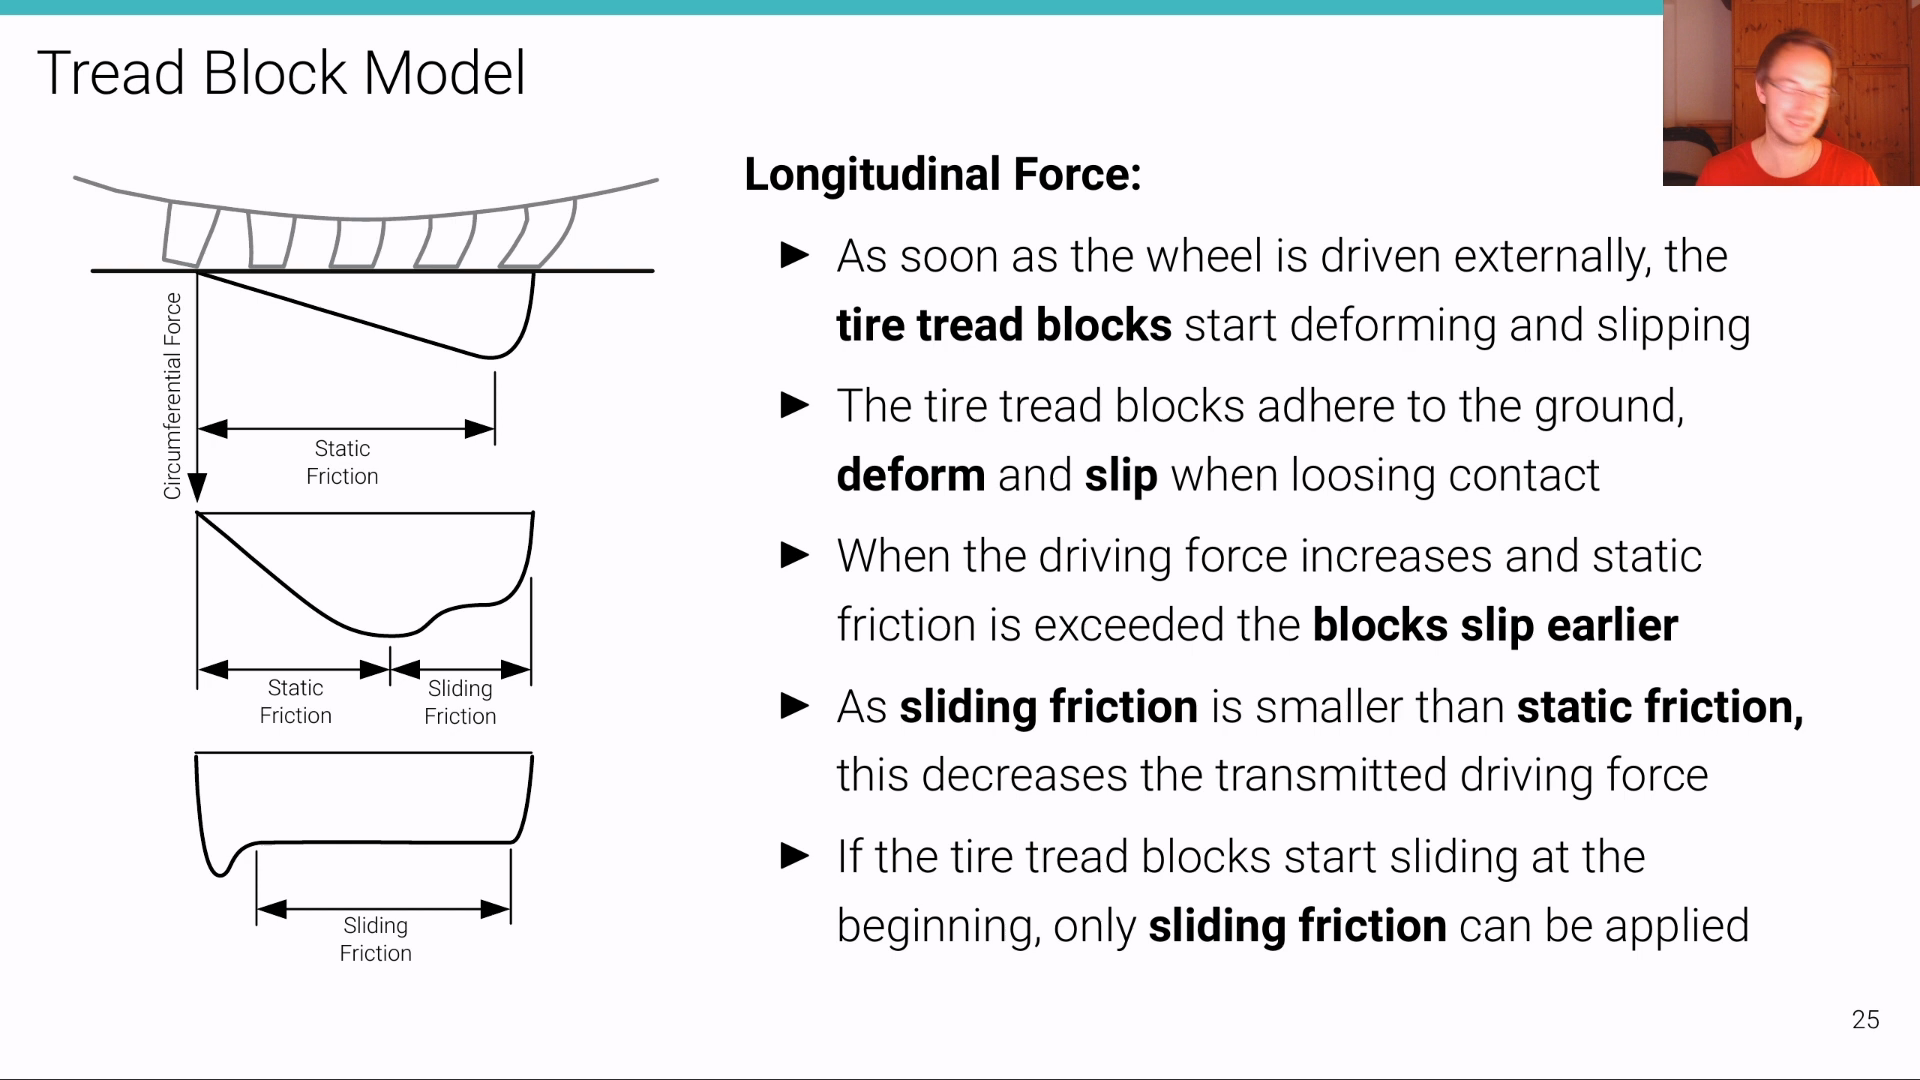 Tread Block Model
Circumferential Force
Static
Friction
Static
Friction
Sliding
Friction
Sliding
Friction
Longitudinal Force:
As soon as the wheel is driven externally, the
tire tread blocks start deforming and slipping
The tire tread blocks adhere to the ground,
deform and slip when loosing contact
When the driving force increases and static
friction is exceeded the blocks slip earlier
As sliding friction is smaller than static friction,
this decreases the transmitted driving force
If the tire tread blocks start sliding at the
beginning, only sliding friction can be applied
25